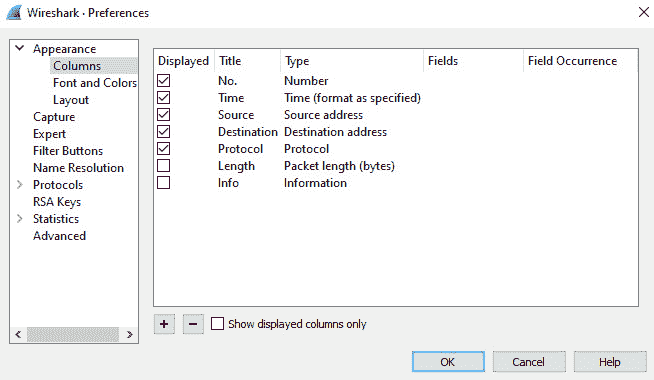 Wireshark · Preferences
Appearance
Columns
Font and Colors
Layout
Capture
Expert
Filter Buttons
Name Resolution
Protocols
RSA Keys
Statistics
Advanced
Displayed Title Type Fields Field Occurrence
No. Number
Time Time (format as specified)
Source Source address
Destination Destination address
Protocol Protocol
Length Packet length (bytes)
Info Information
Show displayed columns only
OK Cancel Help